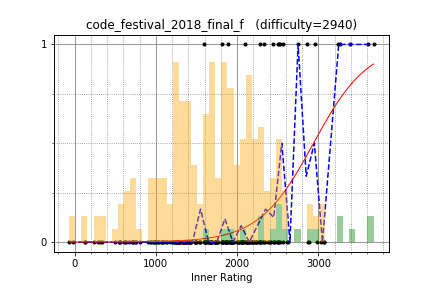 code_festival_2018_final_f (difficulty=2940)
1
0
0 1000 2000 3000
Inner Rating